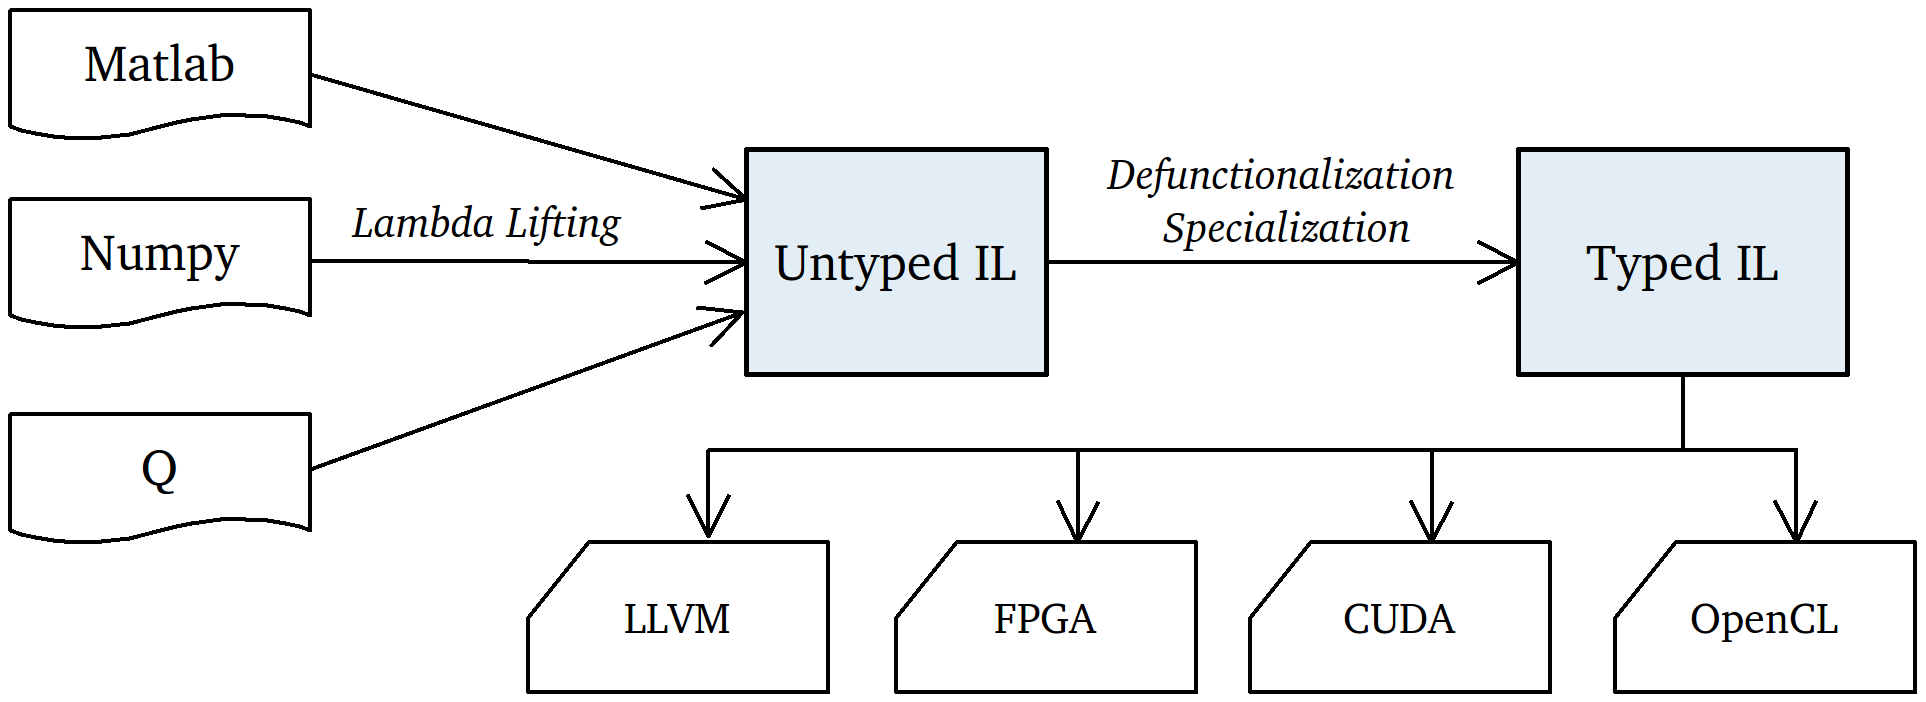 Matlab
Numpy
Q
Lambda Lifting
Untyped IL
Defunctionalization
Specialization
Typed IL
LLVM
FPGA
CUDA
OpenCL